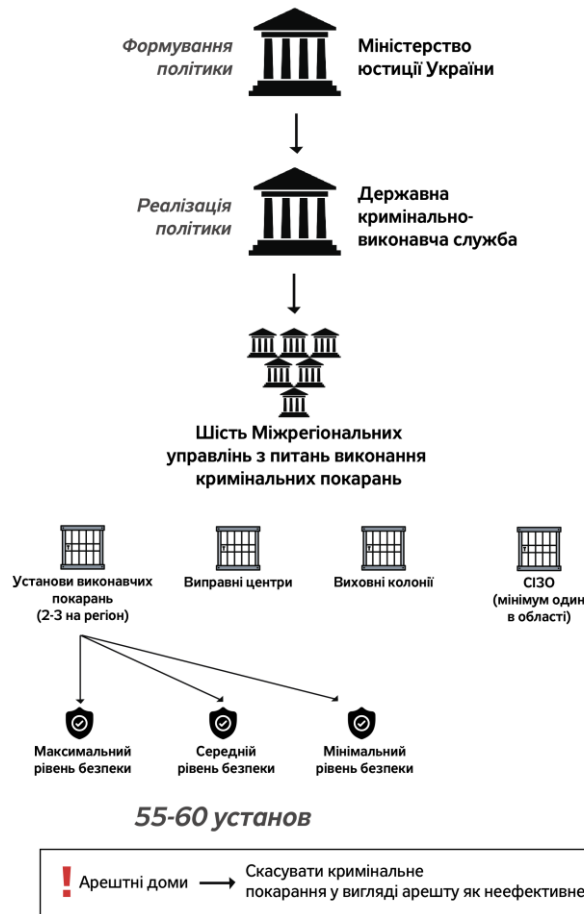 Формування
політики
Міністерство
юстиції України
Реалізація
політики
Державна
кримінально-
виконавча служба
Шість Міжрегіональних
управлінь з питань виконання
кримінальних покарань
Установи виконавчих
покарань
(2-3 на регіон)
Виправні центри
Виховні колонії
СІЗО
(мінімум один
в області)
Максимальний
рівень безпеки
Середній
рівень безпеки
Мінімальний
рівень безпеки
55-60 установ
! Арештні доми
Скасувати кримінальне
покарання у вигляді арешту як неефективне